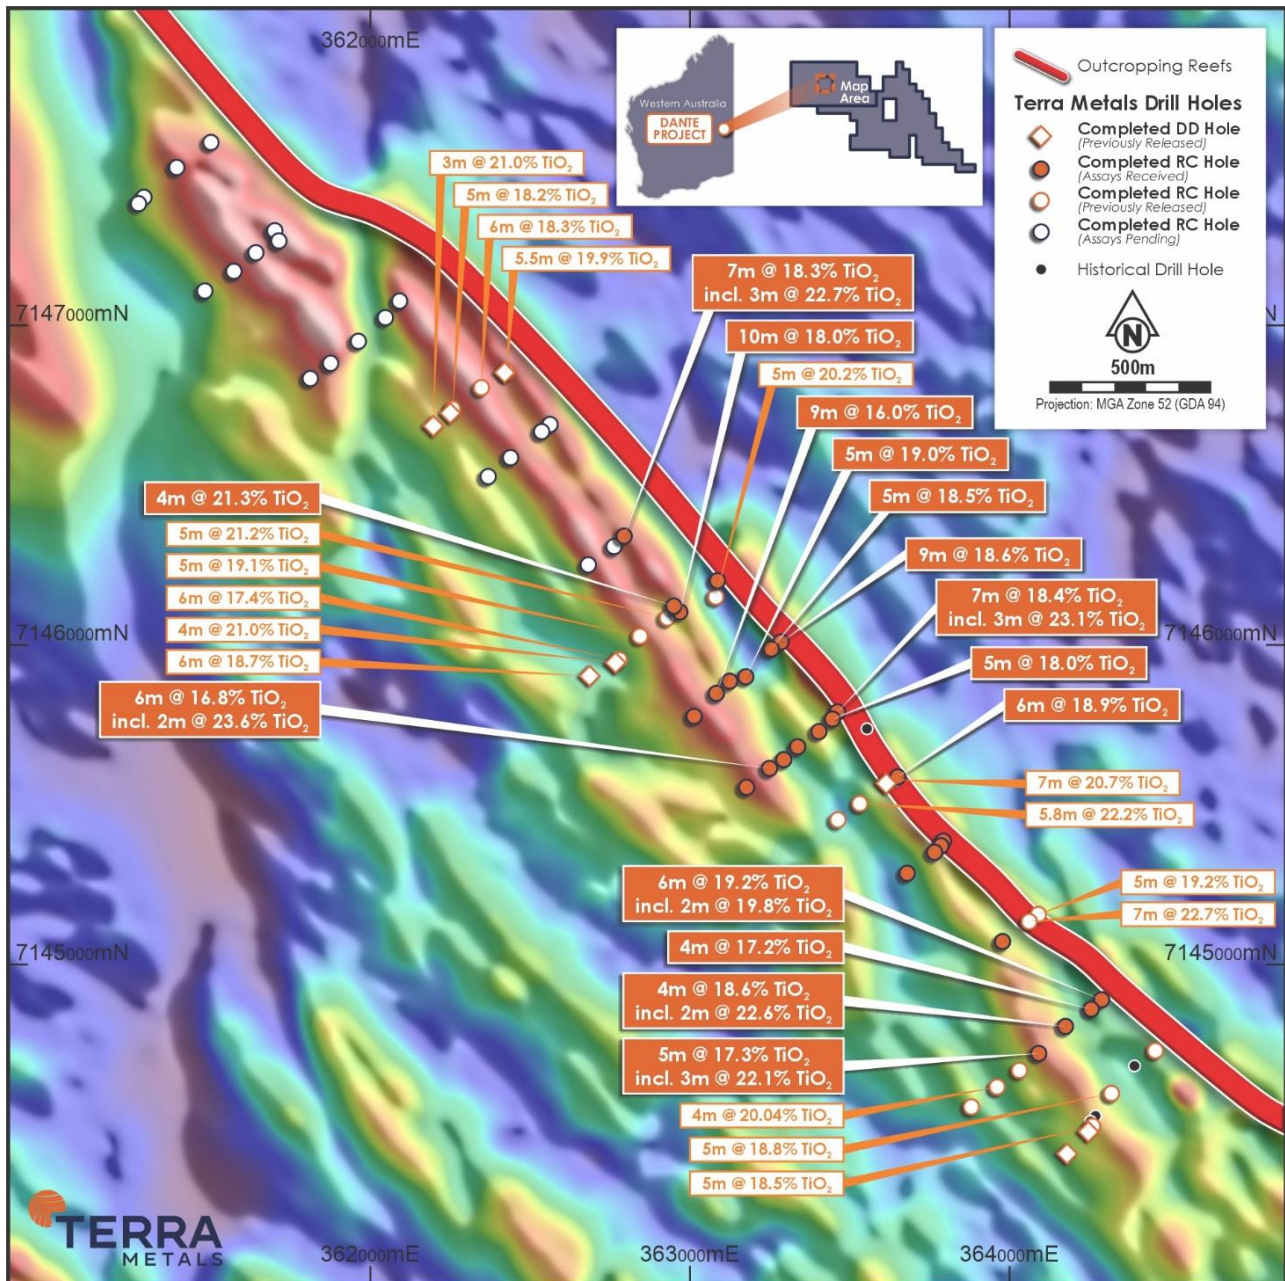 362000mE
Western Australia
DANTE
PROJECT
Map
Area
Outcropping Reefs
Terra Metals Drill Holes
Completed DD Hole
(Previously Released)
Completed RC Hole
(Assays Received)
Completed RC Hole
(Previously Released)
Completed RC Hole
(Assays Pending)
Historical Drill Hole
N
500m
Projection: MGA Zone 52 (GDA 94)
3m @ 21.0% TiO₂
5m @ 18.2% TiO₂
6m @ 18.3% TiO₂
5.5m @ 19.9% TiO₂
7m @ 18.3% TiO₂
incl. 3m @ 22.7% TiO₂
7147000mN
10m @ 18.0% TiO₂
5m @ 20.2% TiO₂
9m @ 16.0% TiO₂
5m @ 19.0% TiO₂
5m @ 18.5% TiO₂
4m @ 21.3% TiO₂
5m @ 21.2% TiO₂
5m @ 19.1% TiO₂
6m @ 17.4% TiO₂
4m @ 21.0% TiO₂
6m @ 18.7% TiO₂
6m @ 16.8% TiO₂
incl. 2m @ 23.6% TiO₂
9m @ 18.6% TiO₂
7m @ 18.4% TiO₂
incl. 3m @ 23.1% TiO₂
7146000mN
7146000mN
5m @ 18.0% TiO₂
6m @ 18.9% TiO₂
7m @ 20.7% TiO₂
5.8m @ 22.2% TiO₂
6m @ 19.2% TiO₂
incl. 2m @ 19.8% TiO₂
5m @ 19.2% TiO₂
7m @ 22.7% TiO₂
4m @ 17.2% TiO₂
7145000mN
7145000mN
4m @ 18.6% TiO₂
incl. 2m @ 22.6% TiO₂
5m @ 17.3% TiO₂
incl. 3m @ 22.1% TiO₂
4m @ 20.04% TiO₂
5m @ 18.8% TiO₂
5m @ 18.5% TiO₂
TERRA
METALS
362000mE
363000mE
364000mE